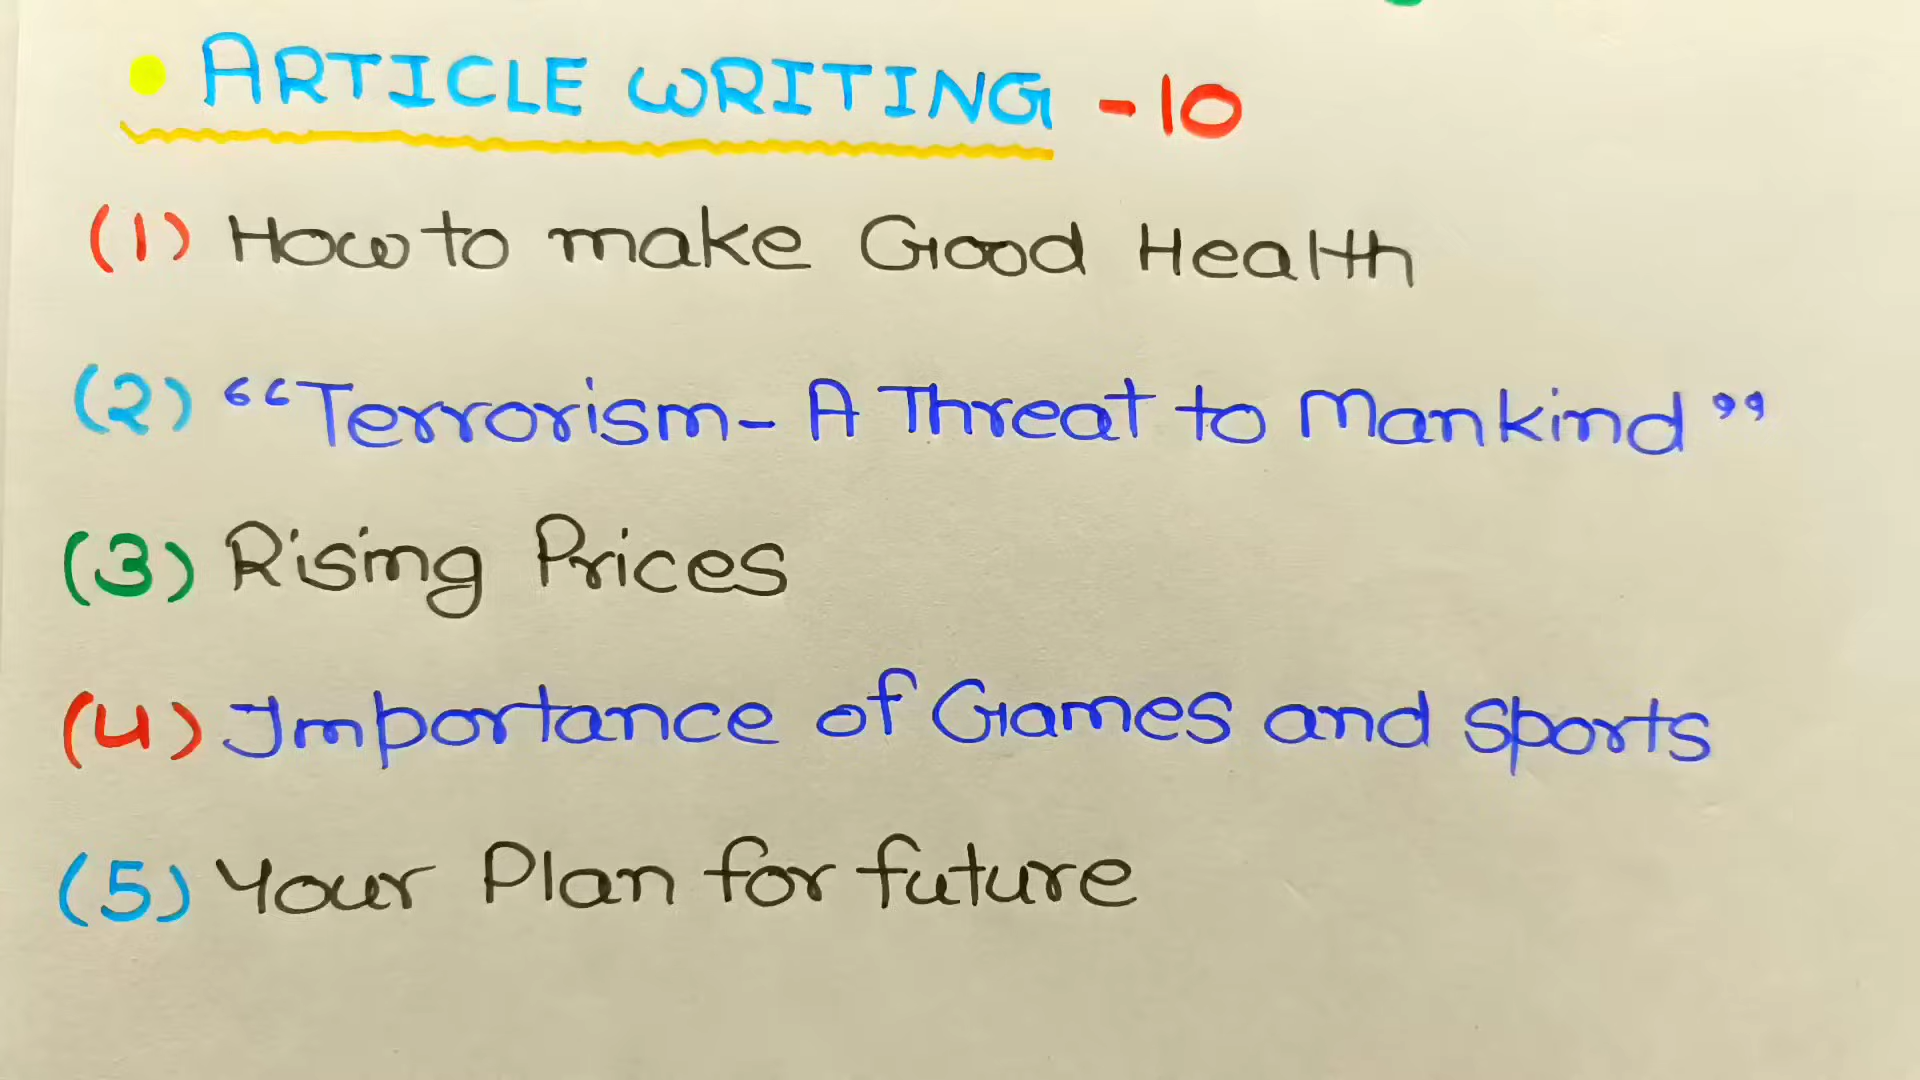 • ARTICLE WRITING - 10
(1) How to make Good Health
(2) “Terrorism - A Threat to Mankind”
(3) Rising Prices
(4) Importance of Games and Sports
(5) Your Plan for future